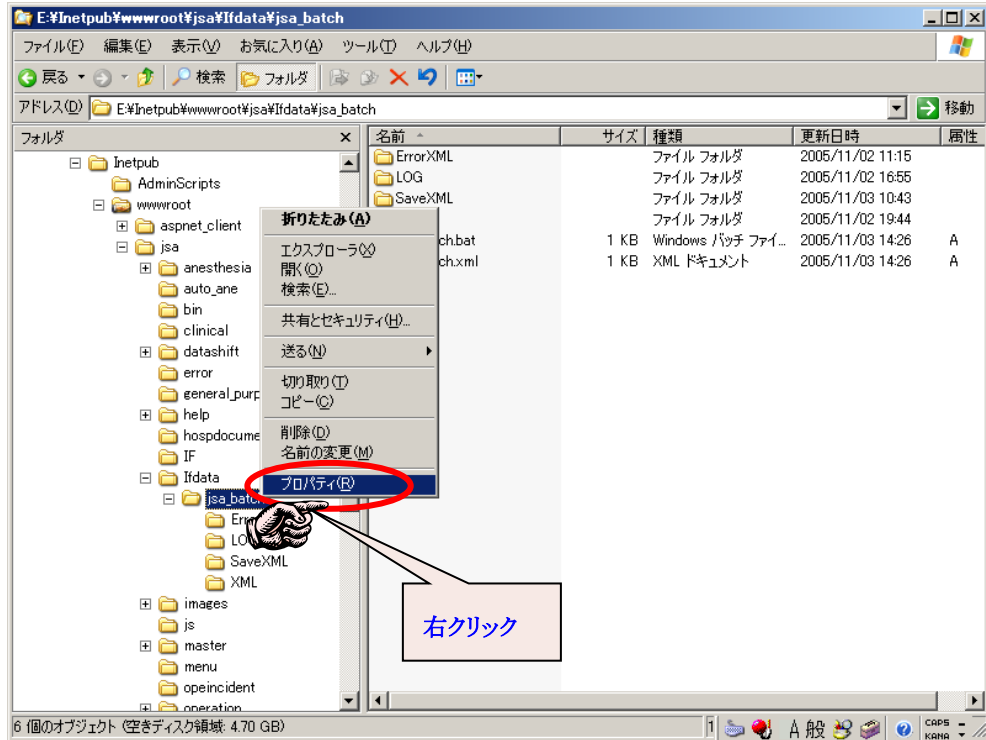 E:¥Inetpub¥wwwroot¥jsa¥Ifdata¥jsa_batch
ファイル(F) 編集(E) 表示(V) お気に入り(A) ツール(T) ヘルプ(H)
戻る 検索 フォルダ
アドレス(D) E:¥Inetpub¥wwwroot¥jsa¥Ifdata¥jsa_batch 移動
フォルダ
名前 サイズ 種類 更新日時 属性
Inetpub
AdminScripts
wwwroot
aspnet_client
jsa
anesthesia
auto_ane
bin
clinical
datashift
error
general_purp
help
hospdocume
IF
Ifdata
jsa_batch
LO
SaveXML
XML
images
js
master
menu
opeincident
operation
折りたたみ(A)
エクスプローラ(X)
開く(O)
検索(E)...
共有とセキュリティ(H)...
送る(N)
切り取り(T)
コピー(C)
削除(D)
名前の変更(M)
プロパティ(R)
ErrorXML ファイル フォルダ 2005/11/02 11:15
LOG ファイル フォルダ 2005/11/02 16:55
SaveXML ファイル フォルダ 2005/11/03 10:43
ファイル フォルダ 2005/11/02 19:44
ch.bat 1 KB Windows バッチ ファイ... 2005/11/03 14:26 A
ch.xml 1 KB XML ドキュメント 2005/11/03 14:26 A
右クリック
6 個のオブジェクト (空きディスク領域: 4.70 GB)
A 般 CAPS KANA